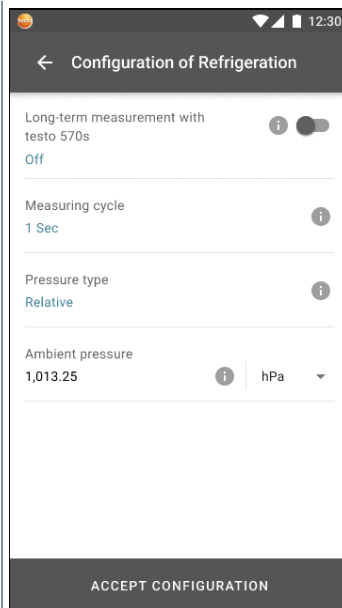 testo
12:30
Configuration of Refrigeration
Long-term measurement with
testo 570s
Off
Measuring cycle
1 Sec
Pressure type
Relative
Ambient pressure
1,013.25
hPa
ACCEPT CONFIGURATION